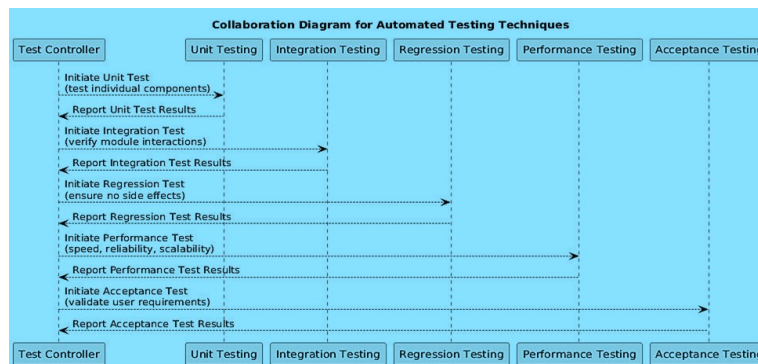 Collaboration Diagram for Automated Testing Techniques
Test Controller
Unit Testing
Integration Testing
Regression Testing
Performance Testing
Acceptance Testing
Initiate Unit Test
(test individual components)
Report Unit Test Results
Initiate Integration Test
(verify module interactions)
Report Integration Test Results
Initiate Regression Test
(ensure no side effects)
Report Regression Test Results
Initiate Performance Test
(speed, reliability, scalability)
Report Performance Test Results
Initiate Acceptance Test
(validate user requirements)
Report Acceptance Test Results
Test Controller
Unit Testing
Integration Testing
Regression Testing
Performance Testing
Acceptance Testing